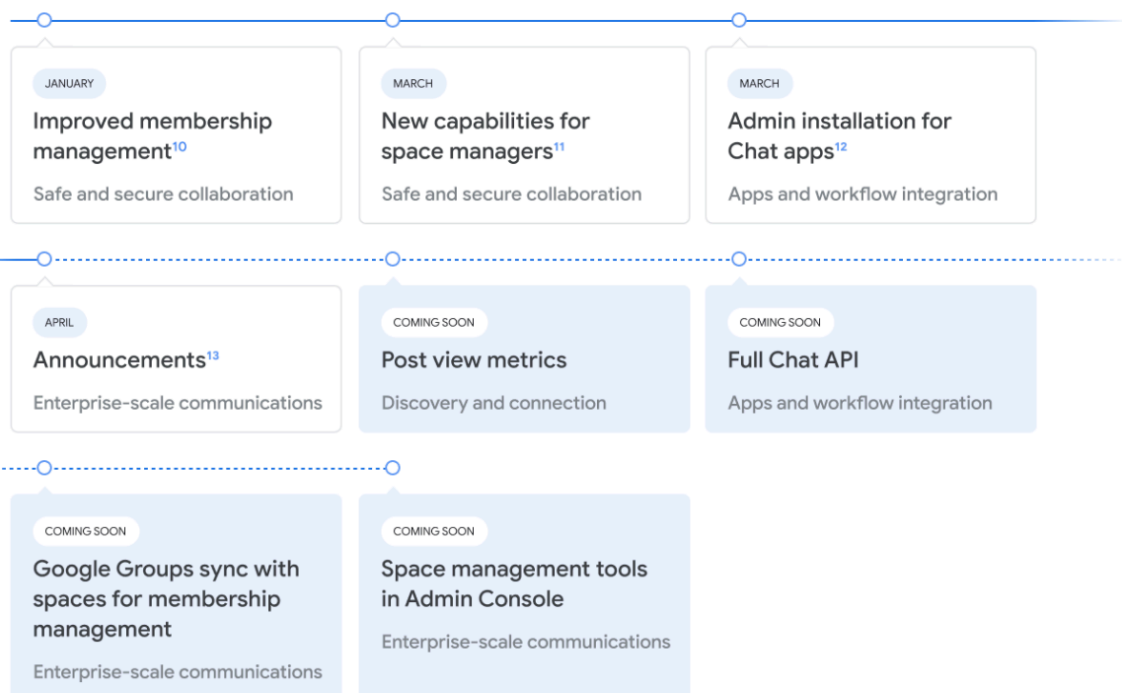 JANUARY
Improved membership
management10
Safe and secure collaboration
MARCH
New capabilities for
space managers11
Safe and secure collaboration
MARCH
Admin installation for
Chat apps12
Apps and workflow integration
APRIL
Announcements13
Enterprise-scale communications
COMING SOON
Post view metrics
Discovery and connection
COMING SOON
Full Chat API
Apps and workflow integration
COMING SOON
Google Groups sync with
spaces for membership
management
Enterprise-scale communications
COMING SOON
Space management tools
in Admin Console
Enterprise-scale communications